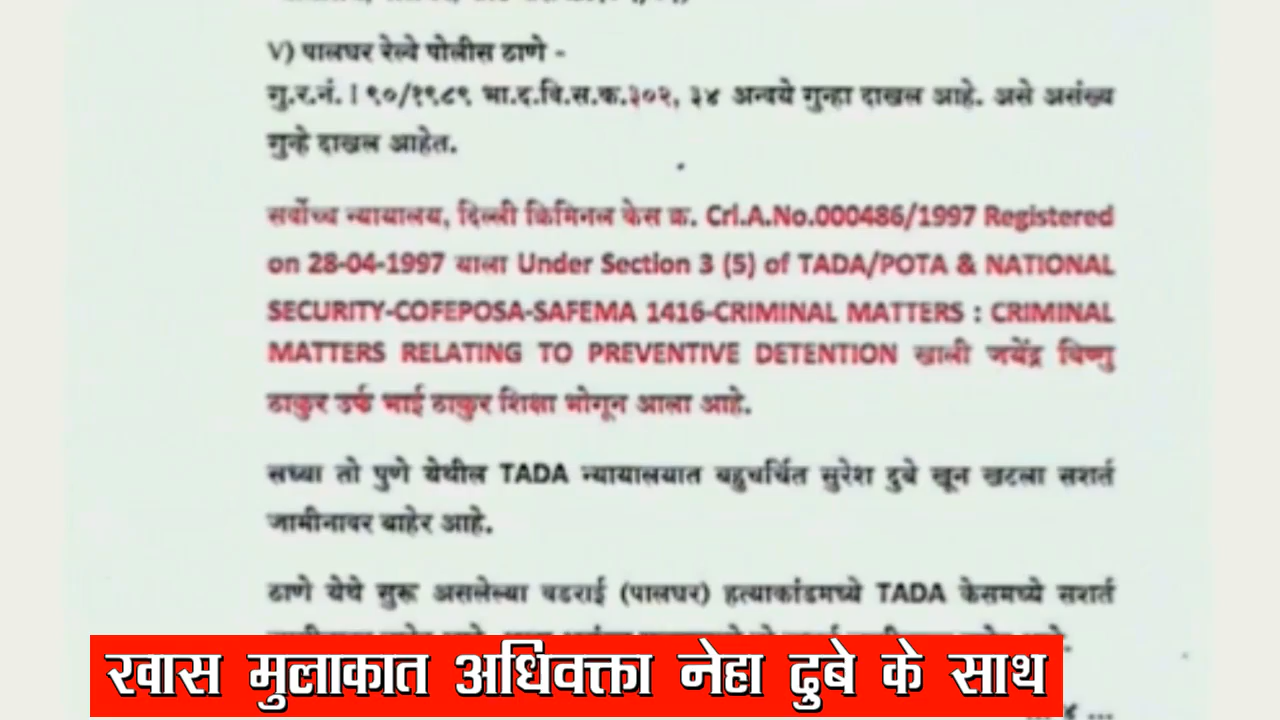 V) पालघर रेल्वे पोलीस ठाणे -
गु.र.नं. I ९०/१९८९ भा.द.वि.स.क.३०२, ३४ अन्वये गुन्हा दाखल आहे. असे असंख्य
गुन्हे दाखल आहेत.
सर्वोच्च न्यायालय, दिल्ली क्रिमिनल केस क्र. Crl.A.No.000486/1997 Registered
on 28-04-1997 याला Under Section 3 (5) of TADA/POTA & NATIONAL
SECURITY-COFEPOSA-SAFEMA 1416-CRIMINAL MATTERS : CRIMINAL
MATTERS RELATING TO PREVENTIVE DETENTION खाली जयेंद्र विष्णु
ठाकुर उर्फ भाई ठाकुर शिक्षा भोगून आला आहे.
सध्या तो पुणे येथील TADA न्यायालयात बहुचर्चित सुरेश दुबे खून खटला सशर्त
जामीनावर बाहेर आहे.
ठाणे येथे सुरू असलेल्या वडराई (पालघर) हत्याकांडमध्ये TADA केसमध्ये सशर्त
खास मुलाकात अधिवक्ता नेहा दुबे के साथ